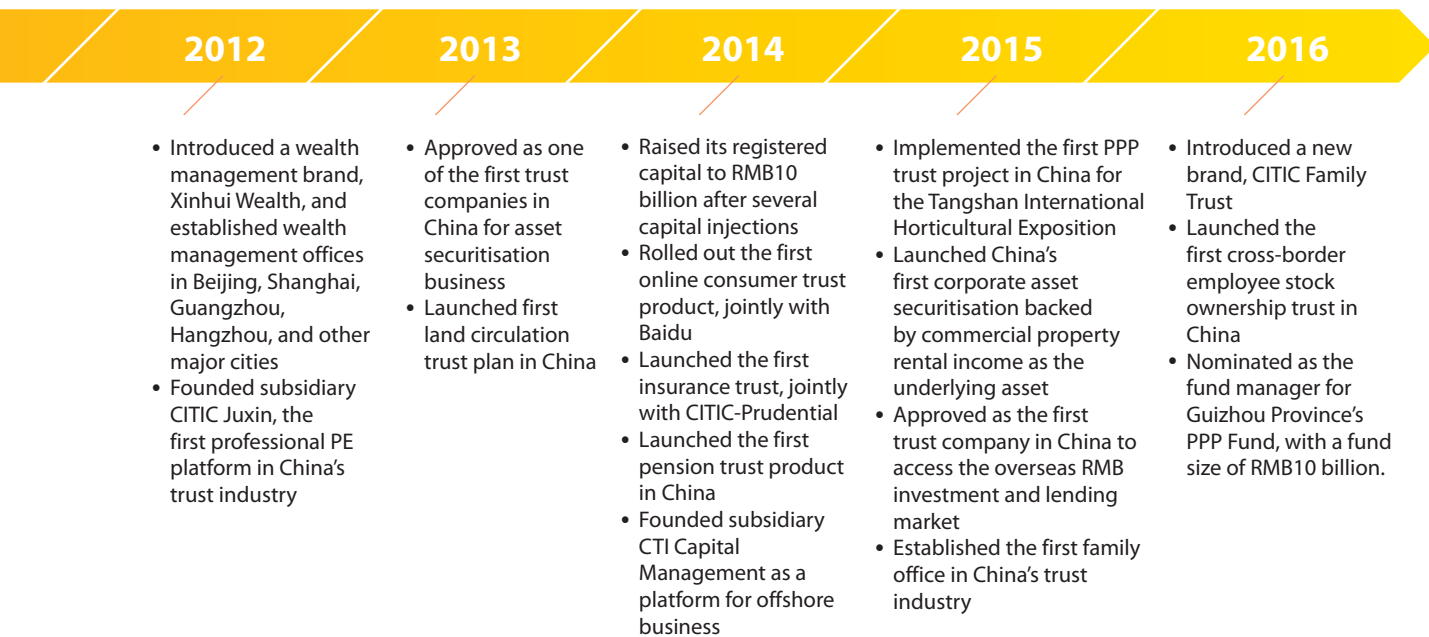 2012
2013
2014
2015
2016
• Introduced a wealth
management brand,
Xinhui Wealth, and
established wealth
management offices
in Beijing, Shanghai,
Guangzhou,
Hangzhou, and other
major cities
• Founded subsidiary
CITIC Juxin, the
first professional PE
platform in China's
trust industry
• Approved as one
of the first trust
companies in
China for asset
securitisation
business
• Launched first
land circulation
trust plan in China
• Raised its registered
capital to RMB10
billion after several
capital injections
• Rolled out the first
online consumer trust
product, jointly with
Baidu
• Launched the first
insurance trust, jointly
with CITIC-Prudential
• Launched the first
pension trust product
in China
• Founded subsidiary
CTI Capital
Management as a
platform for offshore
business
• Implemented the first PPP
trust project in China for
the Tangshan International
Horticultural Exposition
• Launched China's
first corporate asset
securitisation backed
by commercial property
rental income as the
underlying asset
• Approved as the first
trust company in China to
access the overseas RMB
investment and lending
market
• Established the first family
office in China's trust
industry
• Introduced a new
brand, CITIC Family
Trust
• Launched the
first cross-border
employee stock
ownership trust in
China
• Nominated as the
fund manager for
Guizhou Province's
PPP Fund, with a fund
size of RMB10 billion.